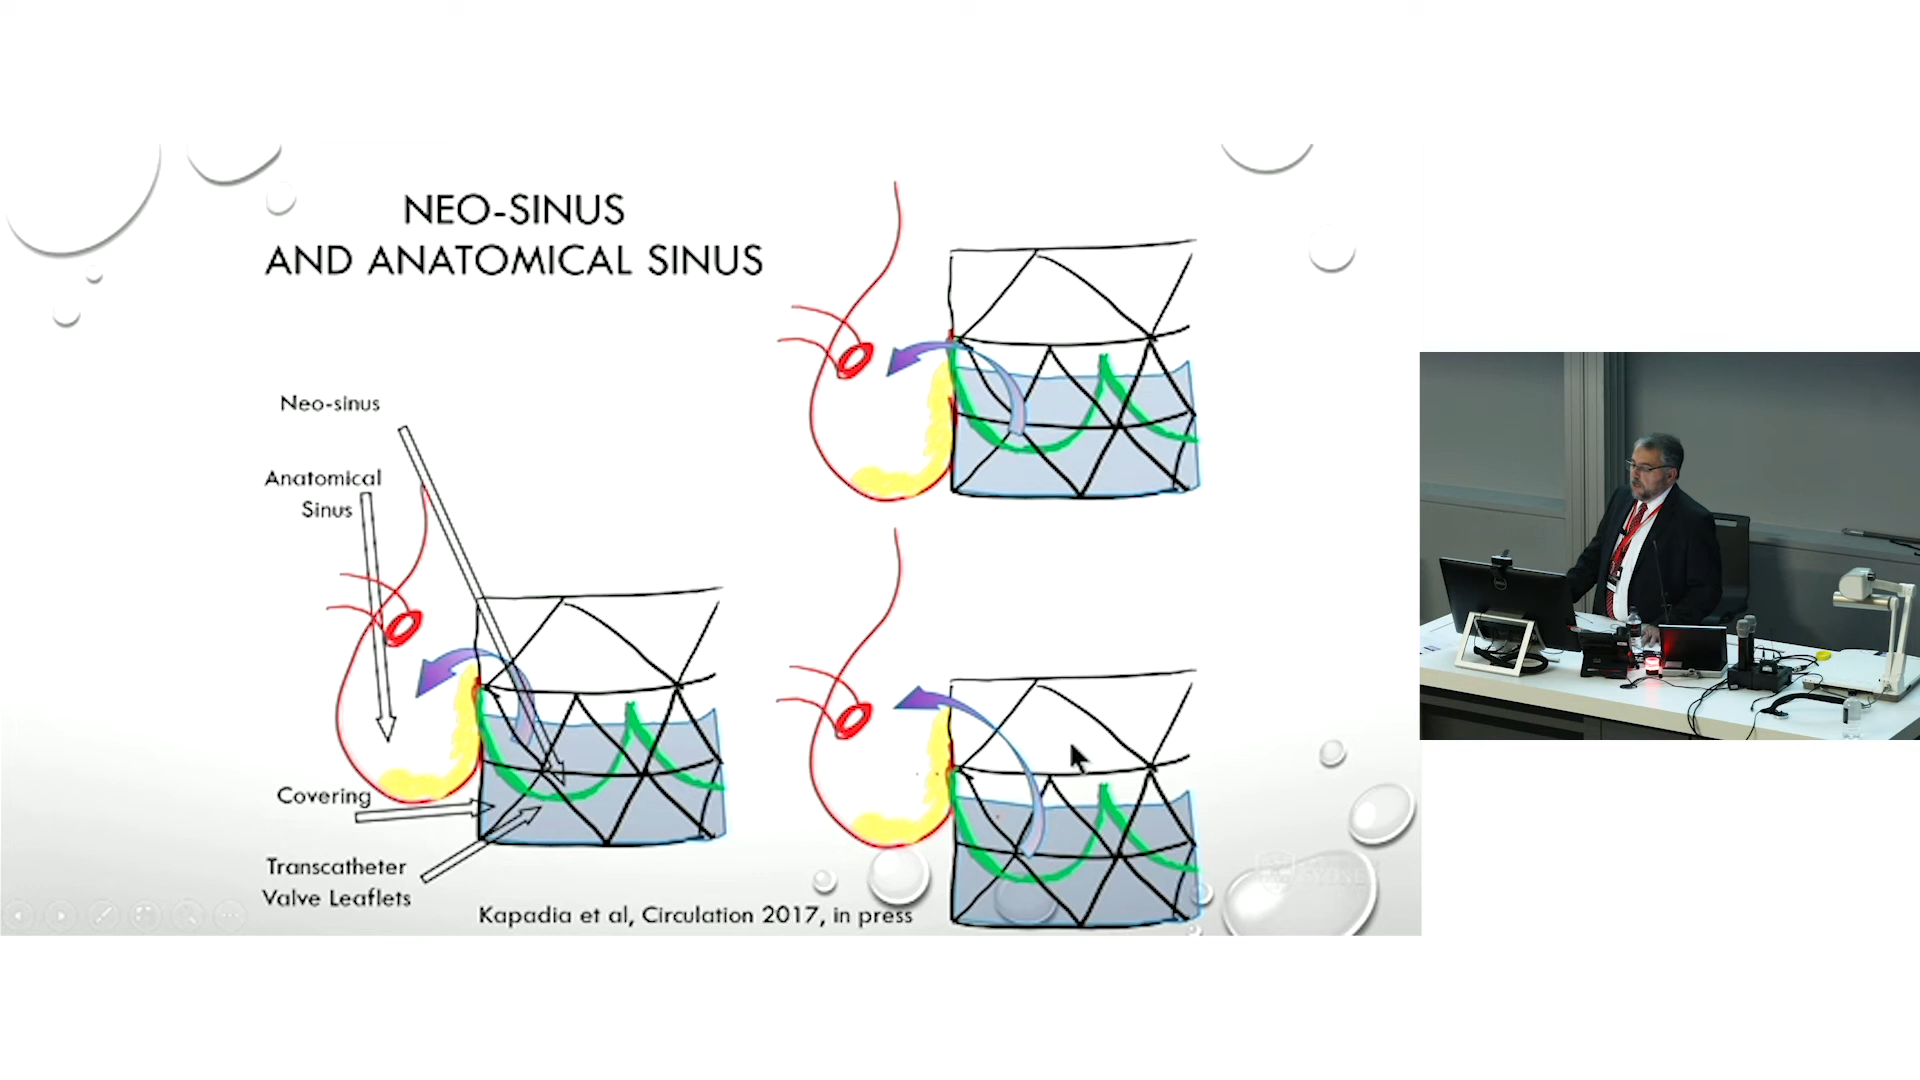 NEO-SINUS
AND ANATOMICAL SINUS
Neo-sinus
Anatomical
Sinus
Covering
Transcatheter
Valve Leaflets
Kapadia et al, Circulation 2017, in press